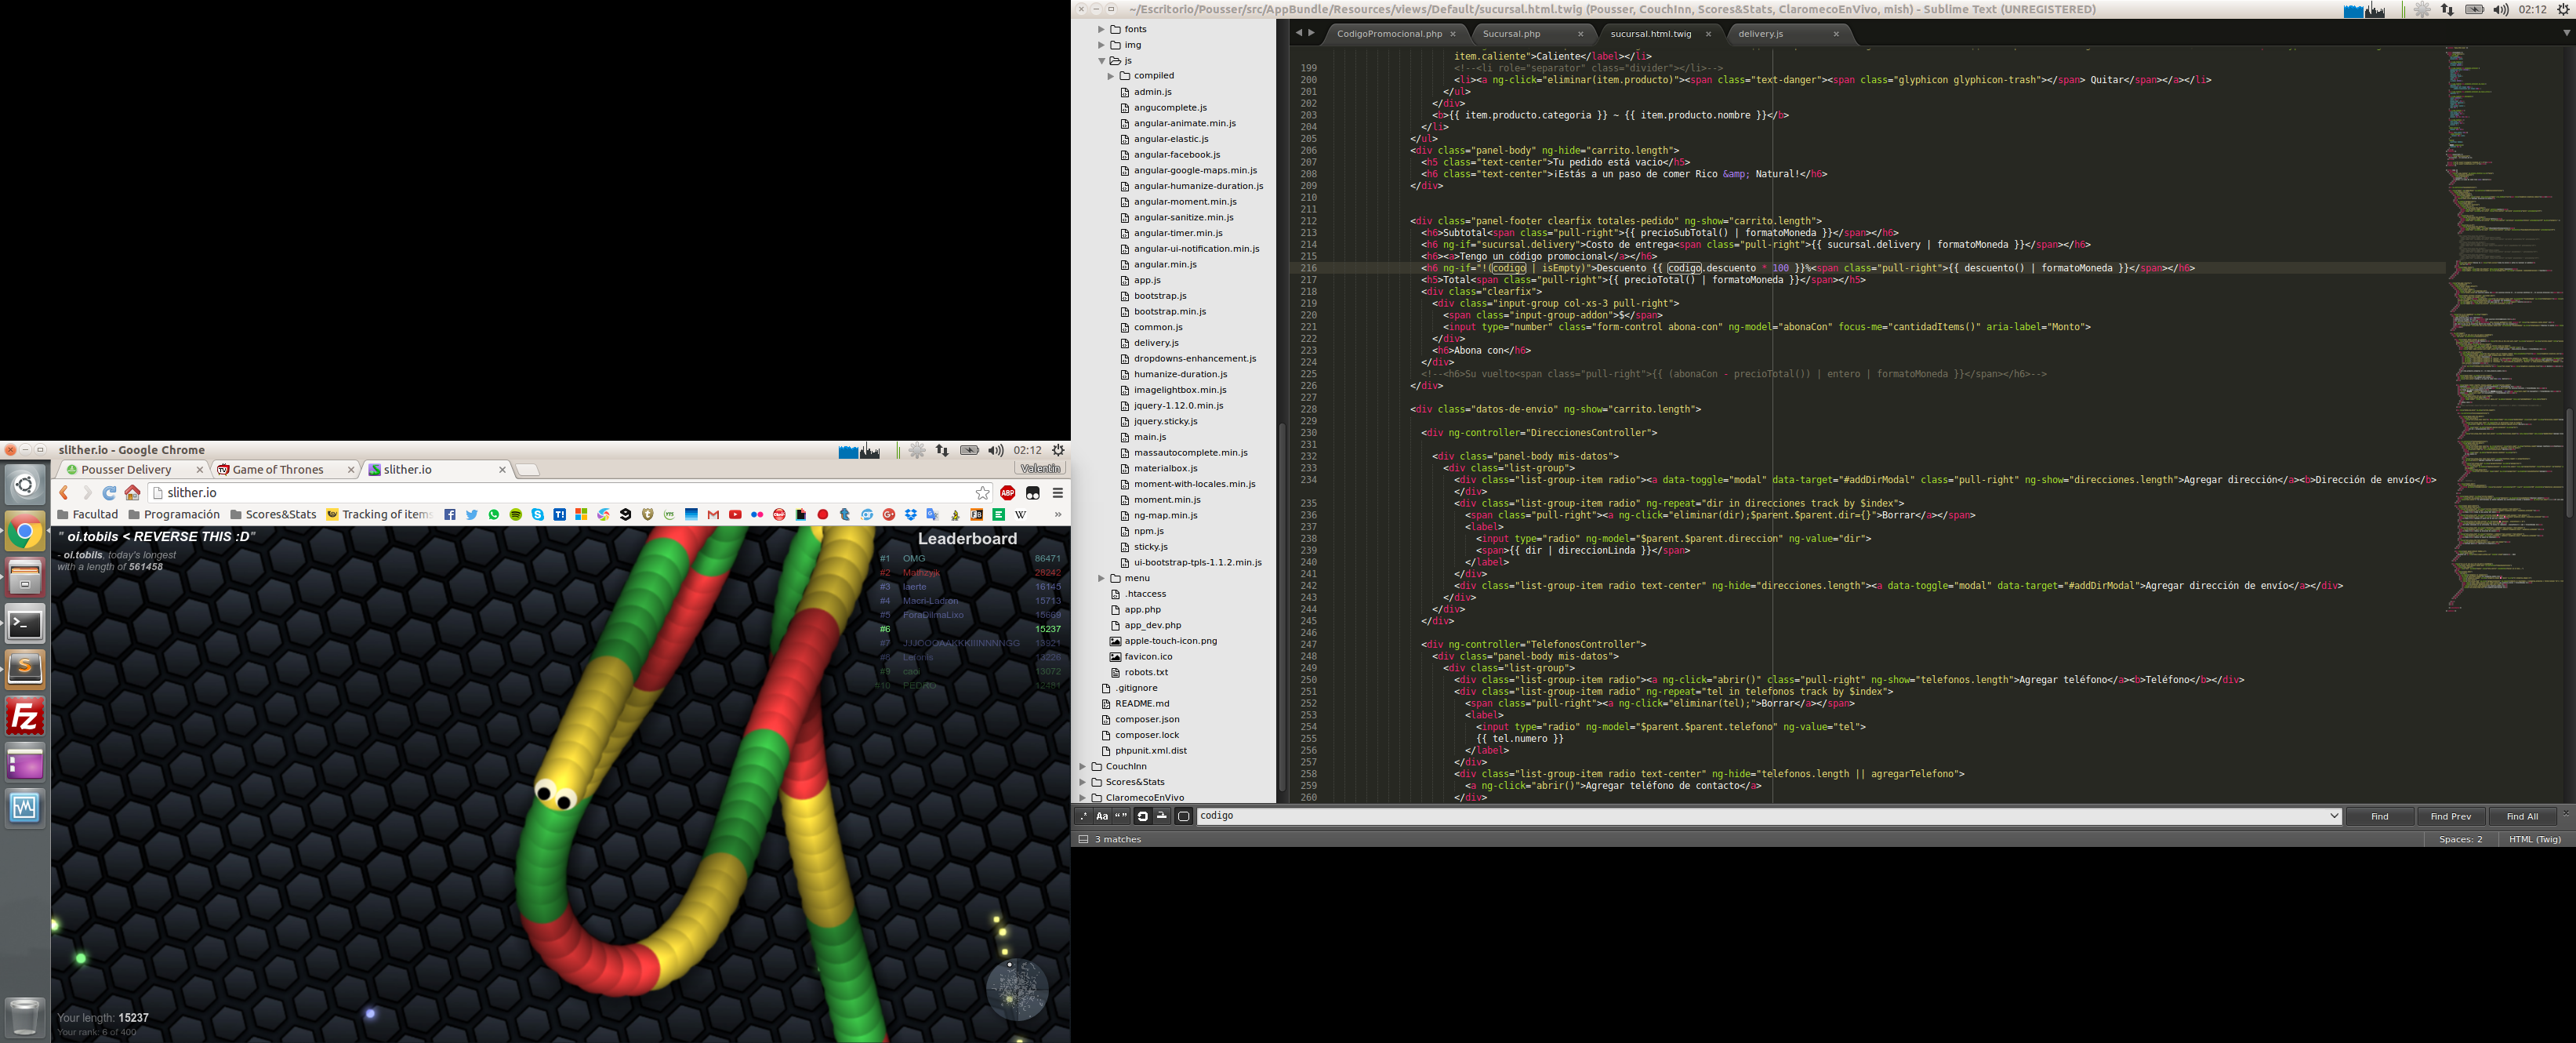 slither.io - Google Chrome
02:12
Pousser Delivery
Game of Thrones
slither.io
Valentin
slither.io
ABP
Facultad
Programación
Scores&Stats
Tracking of items
" oi.tobils < REVERSE THIS :D"
- oi.tobils, today's longest
with a length of 561458
Leaderboard
#1 OMG 86471
#2 Mathzyjk 28242
#3 laerte 16145
#4 Macri-Ladron 15713
#5 ForaDilmaLixo 15669
#6 15237
#7 13921
#8 13226
#9 caoi 13072
#10 PEDRO 12481
Your length: 15237
Your rank: 6 of 400
~/Escritorio/Pousser/src/AppBundle/Resources/views/Default/sucursal.html.twig (Pousser, CouchInn, Scores&Stats, ClaromecoEnVivo, mish) - Sublime Text (UNREGISTERED)
02:12
fonts
img
js
compiled
admin.js
angucomplete.js
angular-animate.min.js
angular-elastic.js
angular-facebook.js
angular-google-maps.min.js
angular-humanize-duration.js
angular-moment.min.js
angular-sanitize.min.js
angular-timer.min.js
angular-ui-notification.min.js
angular.min.js
app.js
bootstrap.js
bootstrap.min.js
common.js
delivery.js
dropdowns-enhancement.js
humanize-duration.js
imagelightbox.min.js
jquery-1.12.0.min.js
jquery.sticky.js
main.js
massautocomplete.min.js
materialbox.js
moment-with-locales.min.js
moment.min.js
ng-map.min.js
npm.js
sticky.js
ui-bootstrap-tpls-1.1.2.min.js
menu
.htaccess
app.php
app_dev.php
apple-touch-icon.png
favicon.ico
robots.txt
.gitignore
README.md
composer.json
composer.lock
phpunit.xml.dist
CouchInn
Scores&Stats
ClaromecoEnVivo
CodigoPromocional.php
Sucursal.php
sucursal.html.twig
delivery.js
item.caliente">Caliente</label></li>
199 <!--<li role="separator" class="divider"></li>-->
200 <li><a ng-click="eliminar(item.producto)"><span class="text-danger"><span class="glyphicon glyphicon-trash"></span> Quitar</span></a></li>
201 </ul>
202 </div>
203 <b>{{ item.producto.categoria }} ~ {{ item.producto.nombre }}</b>
204 </li>
205 </ul>
206 <div class="panel-body" ng-hide="carrito.length">
207 <h5 class="text-center">Tu pedido está vacio</h5>
208 <h6 class="text-center">¡Estás a un paso de comer Rico &amp; Natural!</h6>
209 </div>
210
211
212 <div class="panel-footer clearfix totales-pedido" ng-show="carrito.length">
213 <h6>Subtotal<span class="pull-right">{{ precioSubTotal() | formatoMoneda }}</span></h6>
214 <h6 ng-if="sucursal.delivery">Costo de entrega<span class="pull-right">{{ sucursal.delivery | formatoMoneda }}</span></h6>
215 <h6><a>Tengo un código promocional</a></h6>
216 <h6 ng-if="!(codigo | isEmpty)">Descuento {{ codigo.descuento * 100 }}%<span class="pull-right">{{ descuento() | formatoMoneda }}</span></h6>
217 <h5>Total<span class="pull-right">{{ precioTotal() | formatoMoneda }}</span></h5>
218 <div class="clearfix">
219 <div class="input-group col-xs-3 pull-right">
220 <span class="input-group-addon">$</span>
221 <input type="number" class="form-control abona-con" ng-model="abonaCon" focus-me="cantidadItems()" aria-label="Monto">
222 </div>
223 <h6>Abona con</h6>
224 </div>
225 <!--<h6>Su vuelto<span class="pull-right">{{ (abonaCon - precioTotal()) | entero | formatoMoneda }}</span></h6>-->
226 </div>
227
228 <div class="datos-de-envio" ng-show="carrito.length">
229
230 <div ng-controller="DireccionesController">
231
232 <div class="panel-body mis-datos">
233 <div class="list-group">
234 <div class="list-group-item radio"><a data-toggle="modal" data-target="#addDirModal" class="pull-right" ng-show="direcciones.length">Agregar dirección</a><b>Dirección de envío</b>
</div>
235 <div class="list-group-item radio" ng-repeat="dir in direcciones track by $index">
236 <span class="pull-right"><a ng-click="eliminar(dir);$parent.$parent.dir={}">Borrar</a></span>
237 <label>
238 <input type="radio" ng-model="$parent.$parent.direccion" ng-value="dir">
239 <span>{{ dir | direccionLinda }}</span>
240 </label>
241 </div>
242 <div class="list-group-item radio text-center" ng-hide="direcciones.length"><a data-toggle="modal" data-target="#addDirModal">Agregar dirección de envío</a></div>
243 </div>
244 </div>
245 </div>
246
247 <div ng-controller="TelefonosController">
248 <div class="panel-body mis-datos">
249 <div class="list-group">
250 <div class="list-group-item radio"><a ng-click="abrir()" class="pull-right" ng-show="telefonos.length">Agregar teléfono</a><b>Teléfono</b></div>
251 <div class="list-group-item radio" ng-repeat="tel in telefonos track by $index">
252 <span class="pull-right"><a ng-click="eliminar(tel);">Borrar</a></span>
253 <label>
254 <input type="radio" ng-model="$parent.$parent.telefono" ng-value="tel">
255 {{ tel.numero }}
256 </label>
257 </div>
258 <div class="list-group-item radio text-center" ng-hide="telefonos.length || agregarTelefono">
259 <a ng-click="abrir()">Agregar teléfono de contacto</a>
260 </div>
codigo
Find
Find Prev
Find All
3 matches
Spaces: 2
HTML (Twig)